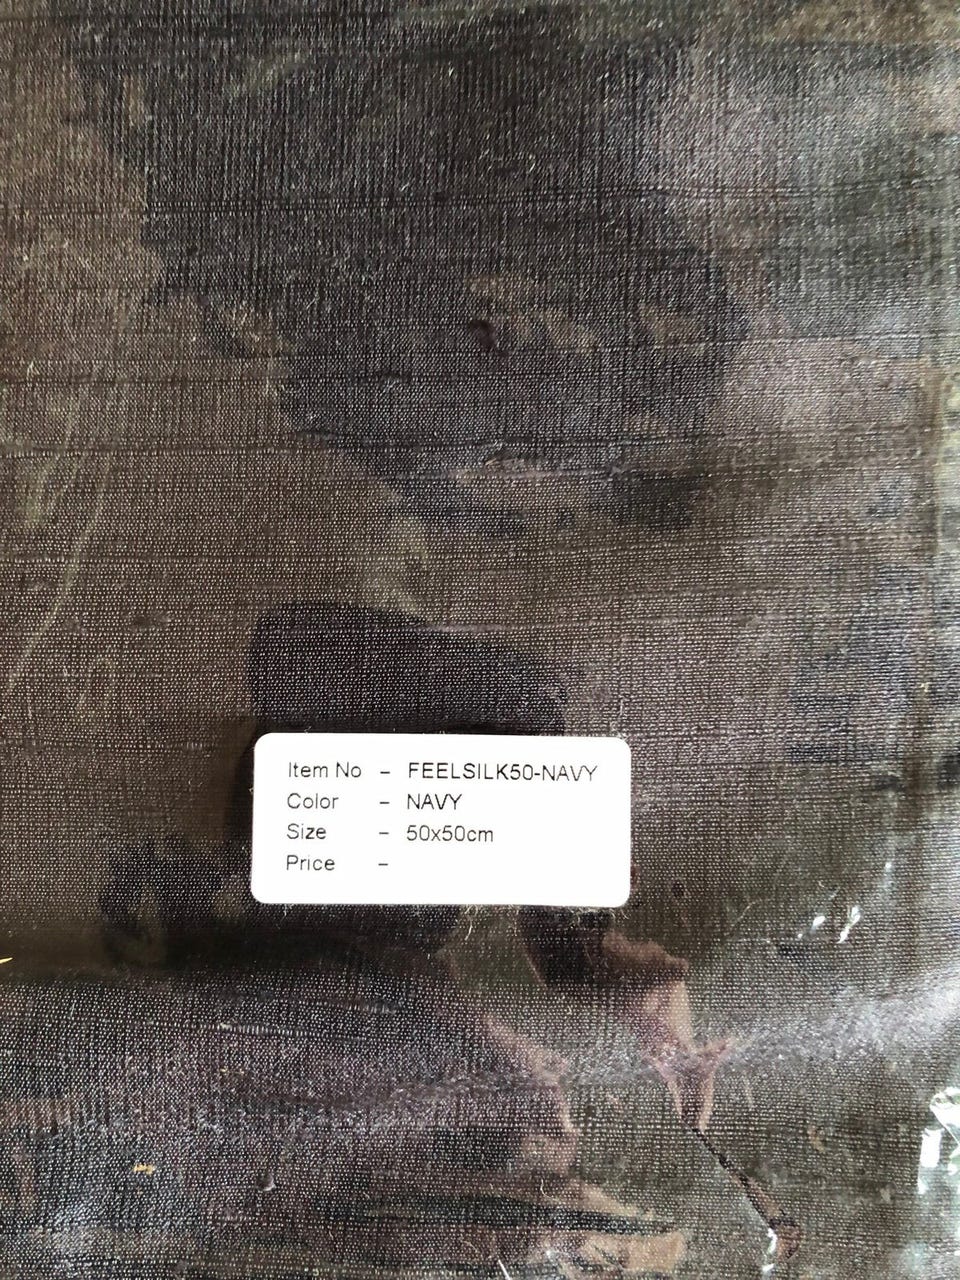 Item No - FEELSILK50-NAVY
Color - NAVY
Size - 50x50cm
Price -